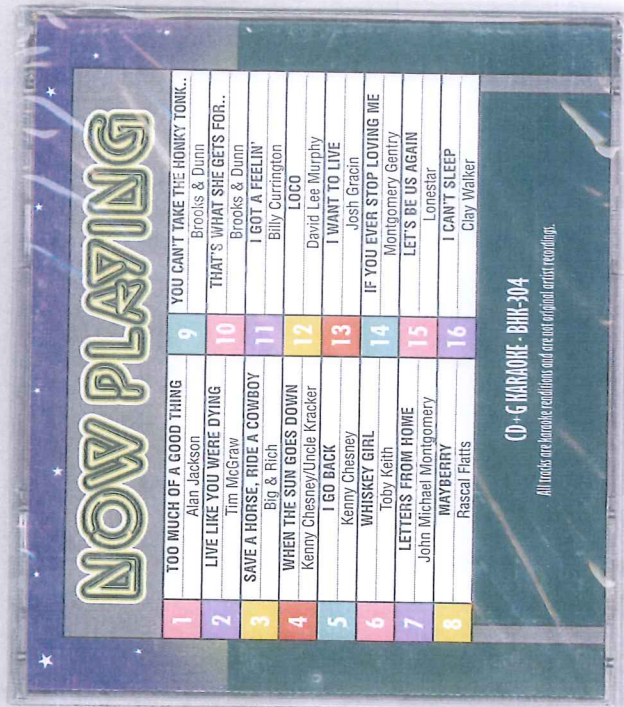 NOW PLAYING
1 TOO MUCH OF A GOOD THING
Alan Jackson
2 LIVE LIKE YOU WERE DYING
Tim McGraw
3 SAVE A HORSE, RIDE A COWBOY
Big & Rich
4 WHEN THE SUN GOES DOWN
Kenny Chesney/Uncle Kracker
5 I GO BACK
Kenny Chesney
6 WHISKEY GIRL
Toby Keith
7 LETTERS FROM HOME
John Michael Montgomery
8 MAYBERRY
Rascal Flatts
9 YOU CAN'T TAKE THE HONKY TONK..
Brooks & Dunn
10 THAT'S WHAT SHE GETS FOR..
Brooks & Dunn
11 I GOT A FEELIN'
Billy Currington
12 LOCO
David Lee Murphy
13 I WANT TO LIVE
Josh Gracin
14 IF YOU EVER STOP LOVING ME
Montgomery Gentry
15 LET'S BE US AGAIN
Lonestar
16 I CAN'T SLEEP
Clay Walker
CD+G KARAOKE - BHK-304
All tracks are karaoke renditions and are not original artist recordings.